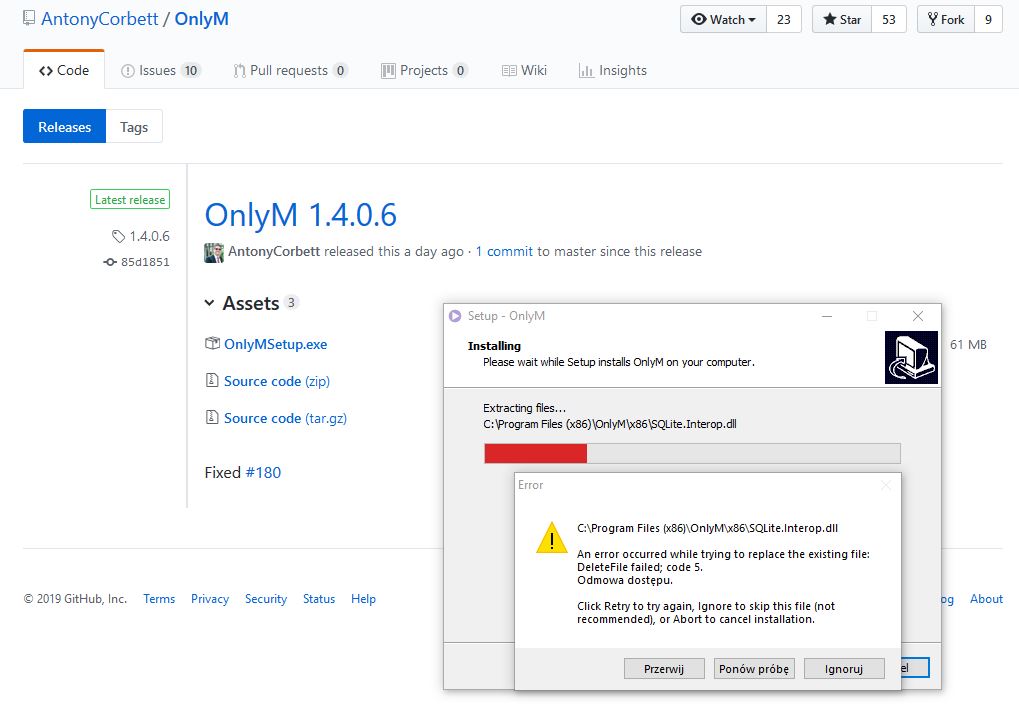 AntonyCorbett / OnlyM
Watch 23 Star 53 Fork 9
Code Issues 10 Pull requests 0 Projects 0 Wiki Insights
Releases Tags
Latest release
1.4.0.6
85d1851
OnlyM 1.4.0.6
AntonyCorbett released this a day ago · 1 commit to master since this release
Assets 3
OnlyMSetup.exe
61 MB
Source code (zip)
Source code (tar.gz)
Fixed #180
Setup - OnlyM
Installing
Please wait while Setup installs OnlyM on your computer.
Extracting files...
C:\Program Files (x86)\OnlyM\x86\SQLite.Interop.dll
Error
C:\Program Files (x86)\OnlyM\x86\SQLite.Interop.dll
An error occurred while trying to replace the existing file:
DeleteFile failed; code 5.
Odmowa dostępu.
Click Retry to try again, Ignore to skip this file (not
recommended), or Abort to cancel installation.
Przerwij Ponów próbę Ignoruj
el
© 2019 GitHub, Inc. Terms Privacy Security Status Help
og About